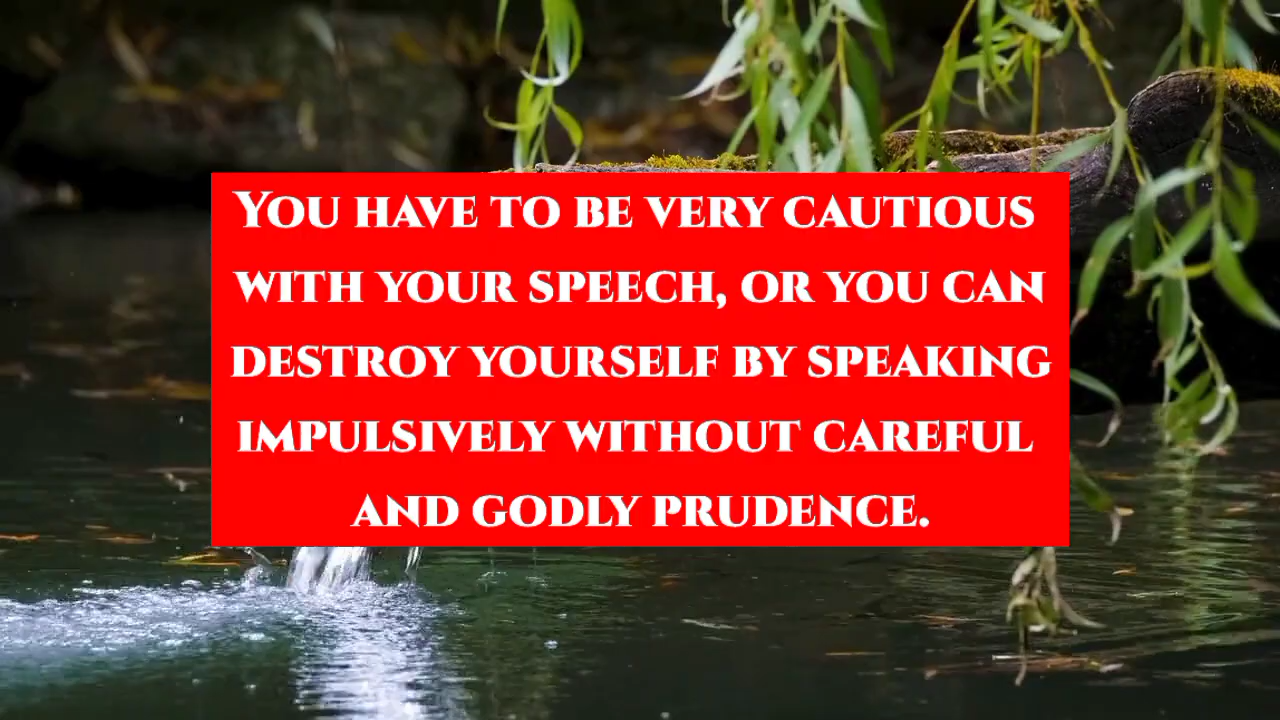 You have to be very cautious
with your speech, or you can
destroy yourself by speaking
impulsively without careful
and godly prudence.